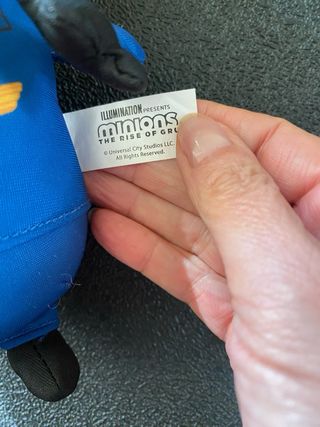 ILLUMINATION PRESENTS
minions
THE RISE OF GRU
© Universal City Studios LLC.
All Rights Reserved.